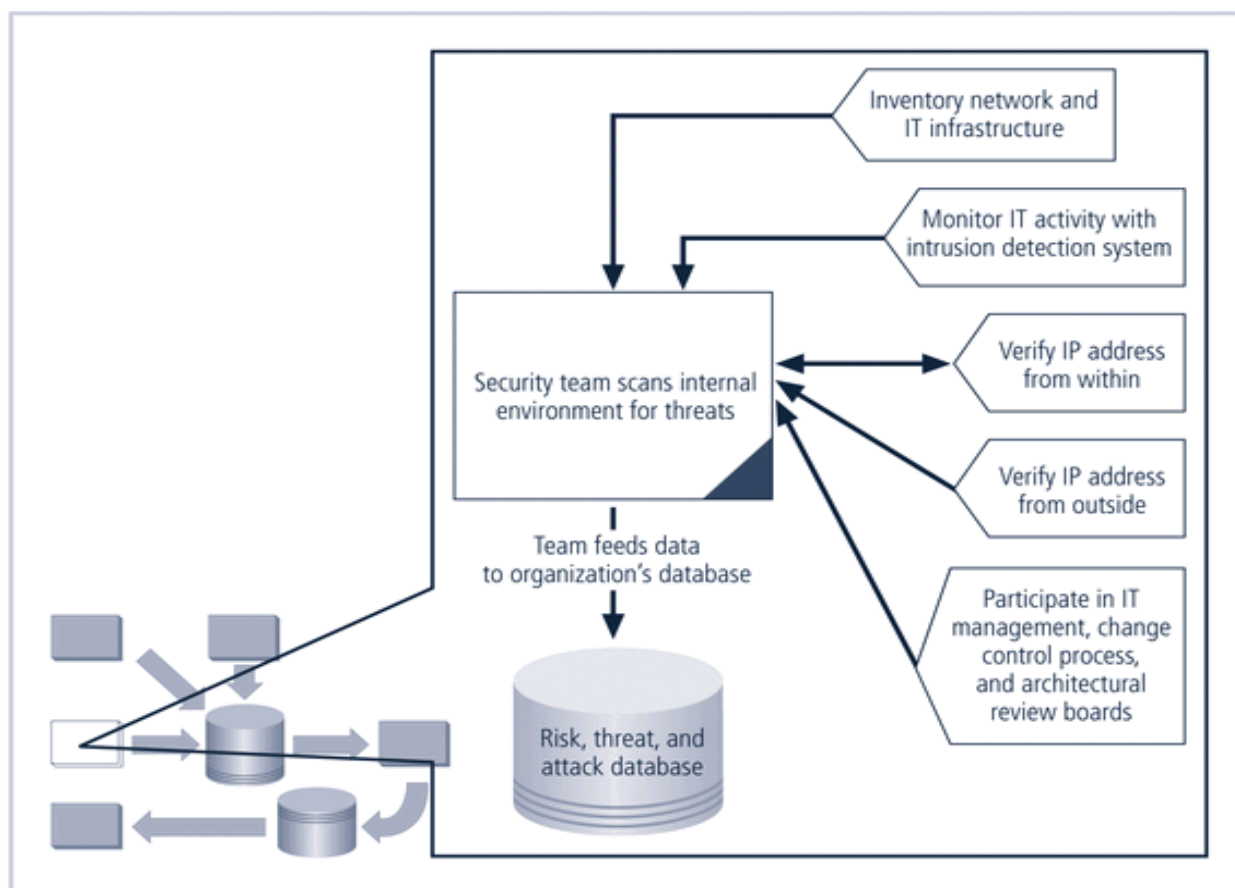 Inventory network and
IT infrastructure
Monitor IT activity with
intrusion detection system
Verify IP address
from within
Security team scans internal
environment for threats
Verify IP address
from outside
Team feeds data
to organization’s database
Participate in IT
management, change
control process,
and architectural
review boards
Risk, threat, and
attack database